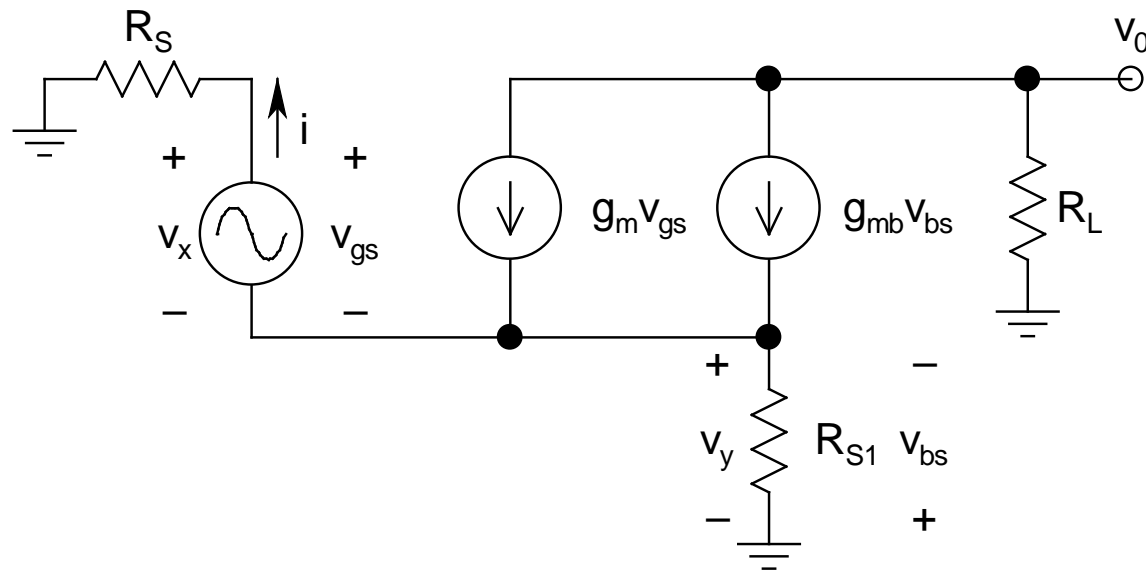 R_S
v_0
i
+
+
v_x
v_gs
g_m v_gs
g_mb v_bs
R_L
–
–
+
–
v_y
R_S1
v_bs
–
+